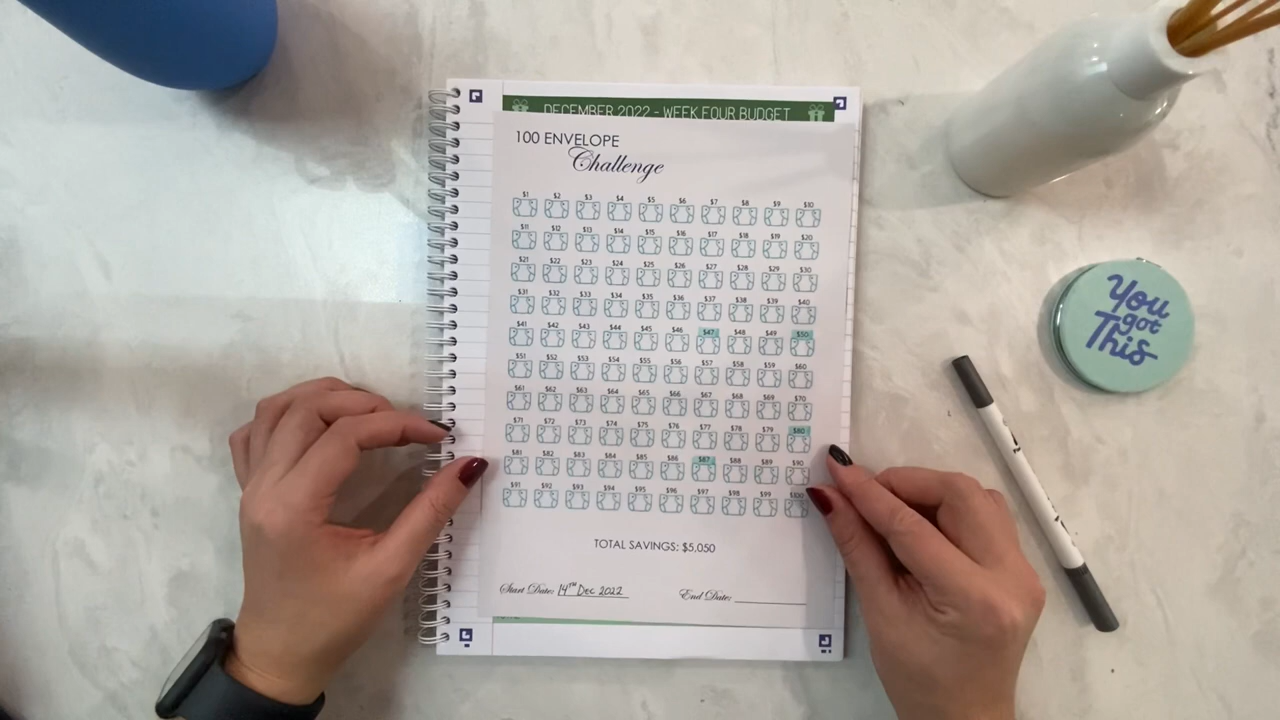 DECEMBER 2022 - WEEK FOUR BUDGET
100 ENVELOPE
Challenge
$1 $2 $3 $4 $5 $6 $7 $8 $9 $10
$11 $12 $13 $14 $15 $16 $17 $18 $19 $20
$21 $22 $23 $24 $25 $26 $27 $28 $29 $30
$31 $32 $33 $34 $35 $36 $37 $38 $39 $40
$41 $42 $43 $44 $45 $46 $47 $48 $49 $50
$51 $52 $53 $54 $55 $56 $57 $58 $59 $60
$61 $62 $63 $64 $65 $66 $67 $68 $69 $70
$71 $72 $73 $74 $75 $76 $77 $78 $79 $80
$81 $82 $83 $84 $85 $86 $87 $88 $89 $90
$91 $92 $93 $94 $95 $96 $97 $98 $99 $100
TOTAL SAVINGS: $5,050
Start Date: 14TH Dec 2022 End Date:
You
got
This